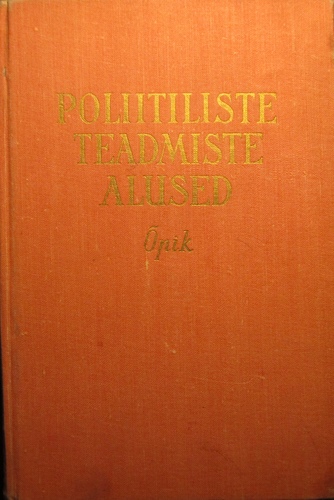 POLIITILISTE
TEADMISTE
ALUSED
Õpik